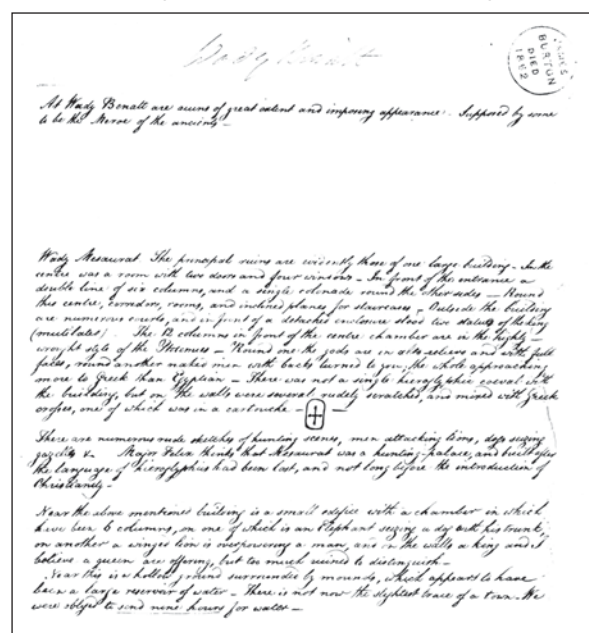 Wady Benatt
JAMES
BURTON
DIED
1862
At Wady Benatt are ruins of great extent and imposing appearance. Supposed by some
to be the Meroe of the ancients —
Wady Mesaurat The principal ruins are evidently those of one large building - In the
centre was a room with two doors and four windows - In front of the entrance a
double line of six columns, and a single colonade round the other sides — Round
this centre, corridors, rooms, and inclined planes for staircases. Outside the building
are numerous courts, and in front of a detached enclosure stood two statues of the king
(mutilated). The 12 columns in front of the centre chamber are in the highly-
wrought style of the Ptolemies - Round one the gods are in alto-relievo and with full
faces, round another naked men with backs turned to you, the whole approaching
more to Greek than Egyptian — There was not a single hieroglyphic coeval with
the building, but on the walls were several rudely scratched, and mixed with Greek
crosses, one of which was in a cartouche —
There are numerous rude sketches of hunting scenes, men attacking lions, dogs seizing
gazelles &. Major Felix thinks that Mesaurat was a hunting-palace, and built after
the language of hieroglyphics had been lost, and not long before the introduction of
Christianity -
Near the above mentioned building is a small edifice with a chamber in which
have been 6 columns, on one of which is an Elephant seizing a dog with his trunk,
on another a winged lion is overpowering a man, and on the walls a king and I
believe a queen are offering, but too much ruined to distinguish -
Near this is a hollow ground surrounded by mounds, which appears to have
been a large reservoir of water - There is not now the slightest trace of a town - We
were obliged to send nine hours for water —